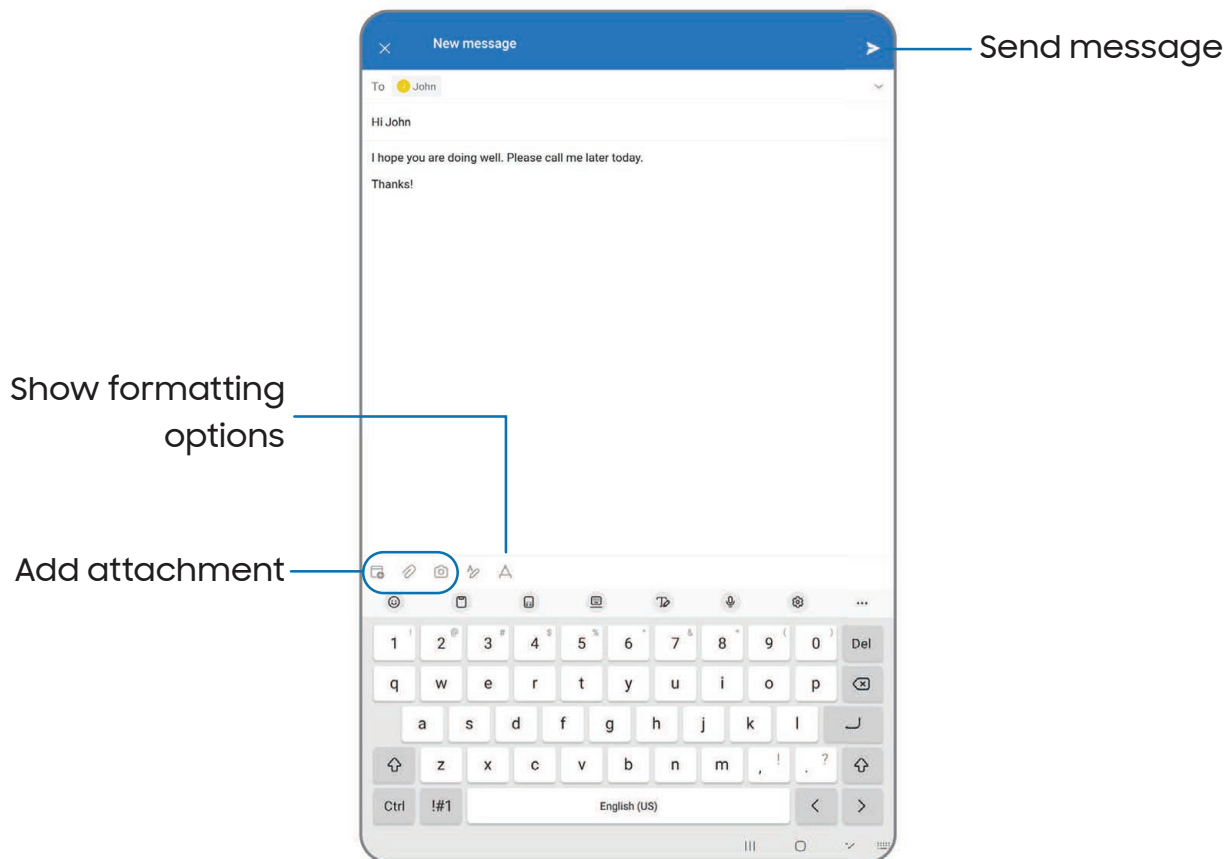 New message
Send message
To J John
Hi John
I hope you are doing well. Please call me later today.
Thanks!
Show formatting
options
Add attachment
1 ! 2 @ 3 # 4 $ 5 % 6 ^ 7 & 8 * 9 ( 0 ) Del
q w e r t y u i o p
a s d f g h j k l
z x c v b n m , ! . ?
Ctrl !#1 English (US) < >